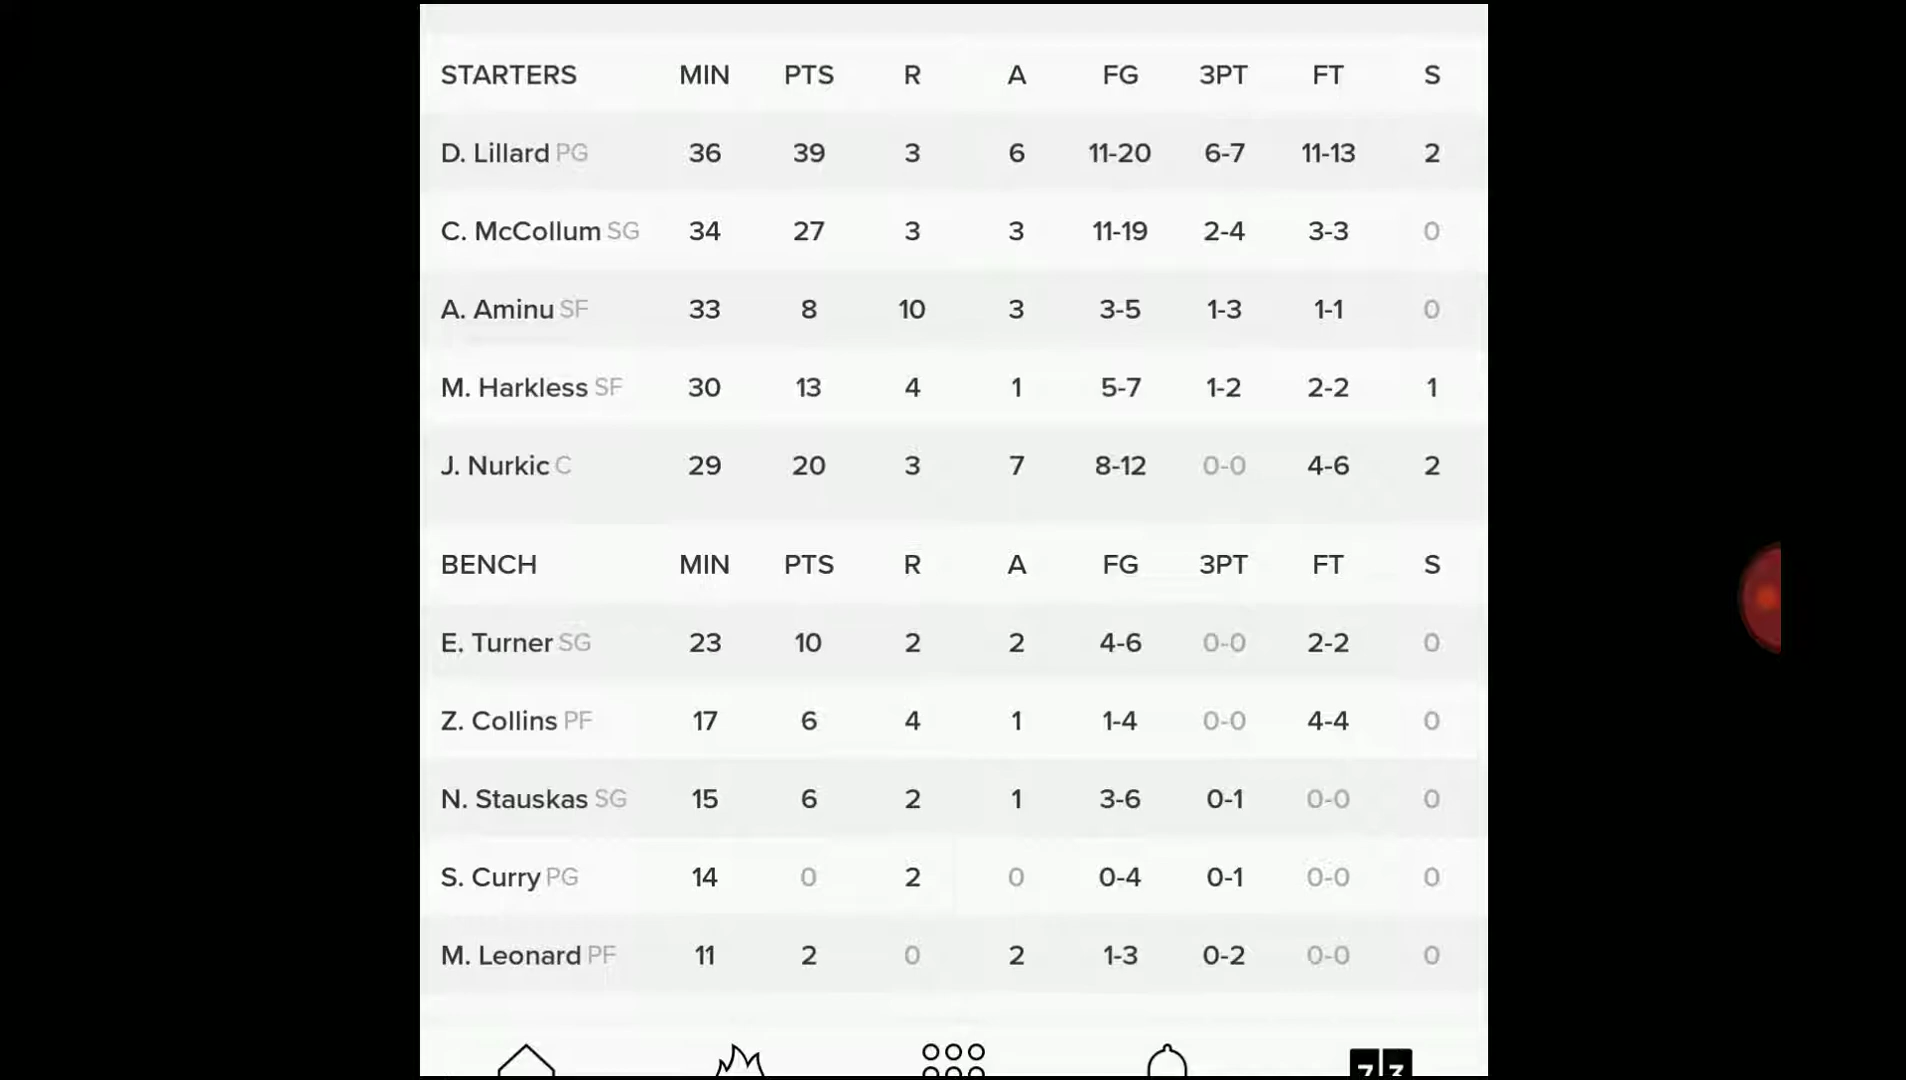 STARTERS MIN PTS R A FG 3PT FT S
D. Lillard PG 36 39 3 6 11-20 6-7 11-13 2
C. McCollum SG 34 27 3 3 11-19 2-4 3-3 0
A. Aminu SF 33 8 10 3 3-5 1-3 1-1 0
M. Harkless SF 30 13 4 1 5-7 1-2 2-2 1
J. Nurkic C 29 20 3 7 8-12 0-0 4-6 2
BENCH MIN PTS R A FG 3PT FT S
E. Turner SG 23 10 2 2 4-6 0-0 2-2 0
Z. Collins PF 17 6 4 1 1-4 0-0 4-4 0
N. Stauskas SG 15 6 2 1 3-6 0-1 0-0 0
S. Curry PG 14 0 2 0 0-4 0-1 0-0 0
M. Leonard PF 11 2 0 2 1-3 0-2 0-0 0